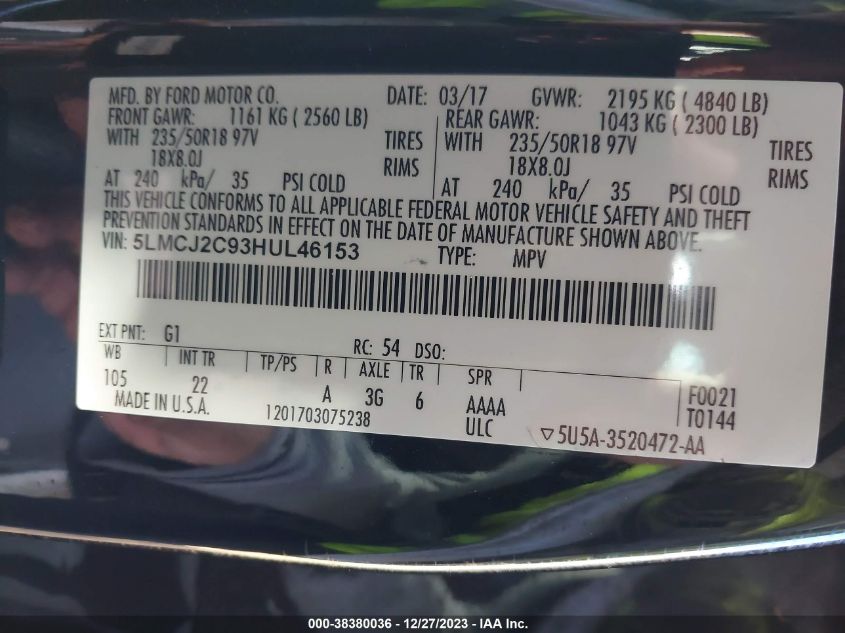 MFD. BY FORD MOTOR CO. DATE: 03/17 GVWR: 2195 KG ( 4840 LB)
FRONT GAWR: 1161 KG ( 2560 LB) REAR GAWR: 1043 KG ( 2300 LB)
WITH 235/50R18 97V TIRES WITH 235/50R18 97V TIRES
18X8.0J RIMS 18X8.0J RIMS
AT 240 kPa/ 35 PSI COLD AT 240 kPa/ 35 PSI COLD
THIS VEHICLE CONFORMS TO ALL APPLICABLE FEDERAL MOTOR VEHICLE SAFETY AND THEFT
PREVENTION STANDARDS IN EFFECT ON THE DATE OF MANUFACTURE SHOWN ABOVE.
VIN: 5LMCJ2C93HUL46153 TYPE: MPV
EXT PNT: G1 RC: 54 DSO:
WB INT TR TP/PS R AXLE TR SPR
105 22 A 3G 6 AAAA F0021
MADE IN U.S.A. 1201703075238 ULC T0144
5U5A-3520472-AA
000-38380036 - 12/27/2023 - IAA Inc.